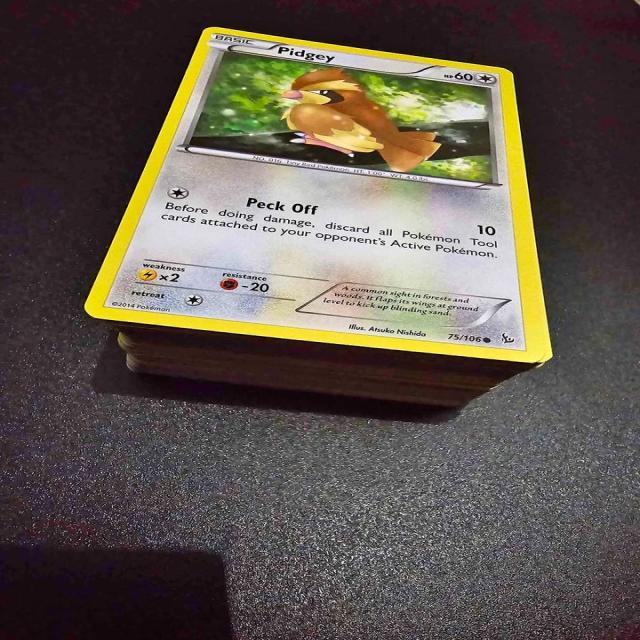 BASIC
Pidgey
HP60
NO. 016 Tiny Bird Pokémon HT: 1'00" WT: 4.0 lbs.
Peck Off
10
Before doing damage, discard all Pokémon Tool
cards attached to your opponent's Active Pokémon.
weakness
×2
resistance
-20
retreat
A common sight in forests and
woods. It flaps its wings at ground
level to kick up blinding sand.
©2014 Pokémon
Illus. Atsuko Nishida
75/106